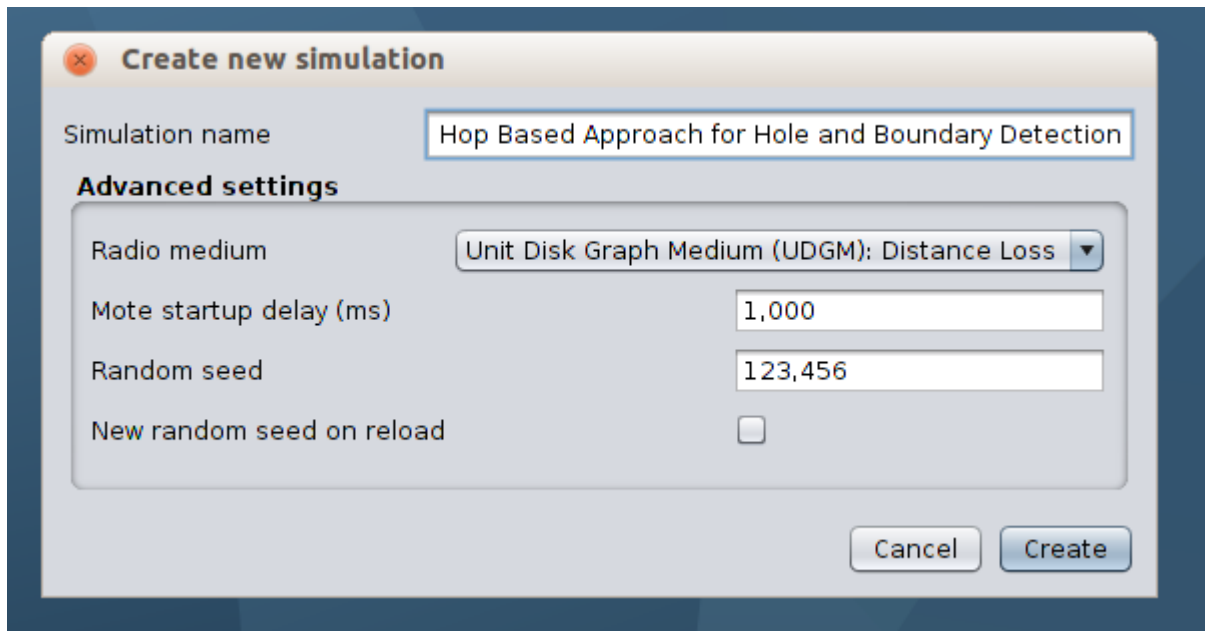 Create new simulation
Simulation name Hop Based Approach for Hole and Boundary Detection
Advanced settings
Radio medium Unit Disk Graph Medium (UDGM): Distance Loss
Mote startup delay (ms) 1,000
Random seed 123,456
New random seed on reload
Cancel Create